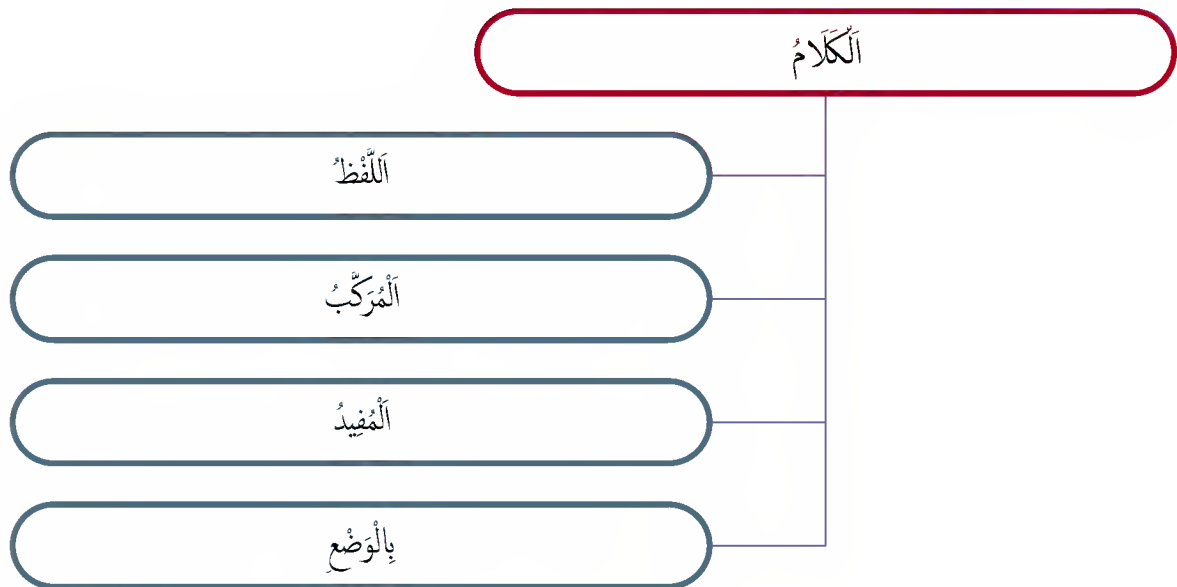 اَلْكَلَامُ
اَللَّفْظُ
اَلْمُرَكَّبُ
اَلْمُفِيدُ
بِالْوَضْعِ